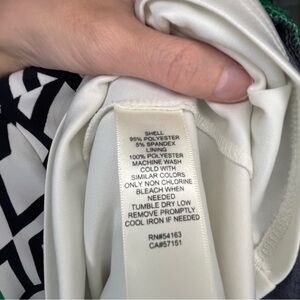 SHELL
95% POLYESTER
5% SPANDEX
LINING
100% POLYESTER
MACHINE WASH
COLD WITH
SIMILAR COLORS
ONLY NON CHLORINE
BLEACH WHEN
NEEDED
TUMBLE DRY LOW
REMOVE PROMPTLY
COOL IRON IF NEEDED
RN#54163
CA#57151